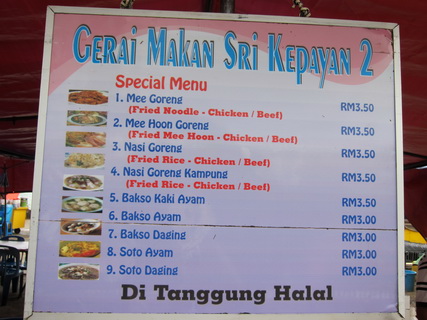 Gerai Makan Sri Kepayan 2
Special Menu
1. Mee Goreng RM3.50
(Fried Noodle - Chicken / Beef)
2. Mee Hoon Goreng RM3.50
(Fried Mee Hoon - Chicken / Beef)
3. Nasi Goreng RM3.50
(Fried Rice - Chicken / Beef)
4. Nasi Goreng Kampung RM3.50
(Fried Rice - Chicken / Beef)
5. Bakso Kaki Ayam RM3.50
6. Bakso Ayam RM3.00
7. Bakso Daging RM3.00
8. Soto Ayam RM3.00
9. Soto Daging RM3.00
Di Tanggung Halal